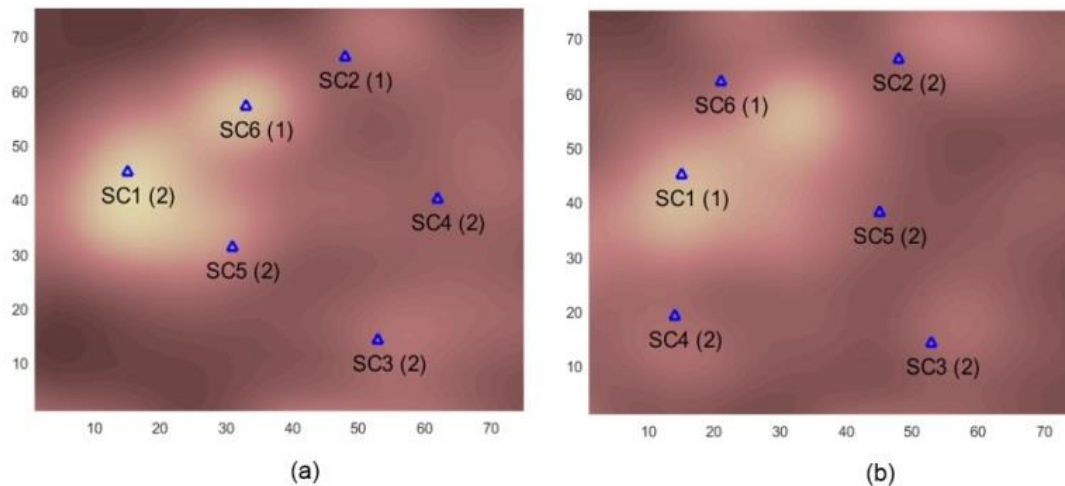 70
60
50
40
30
20
10
SC2 (1)
SC6 (1)
SC1 (2)
SC4 (2)
SC5 (2)
SC3 (2)
10 20 30 40 50 60 70
(a)
70
60
50
40
30
20
10
SC2 (2)
SC6 (1)
SC1 (1)
SC5 (2)
SC4 (2)
SC3 (2)
10 20 30 40 50 60 70
(b)